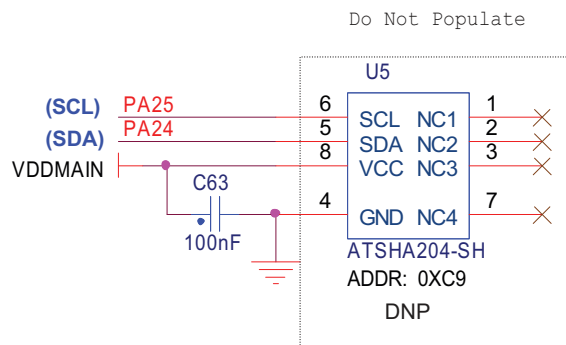 Do Not Populate
U5
(SCL) PA25 6 SCL NC1 1
(SDA) PA24 5 SDA NC2 2
VDDMAIN 8 VCC NC3 3
C63
4 GND NC4 7
100nF
ATSHA204-SH
ADDR: 0XC9
DNP